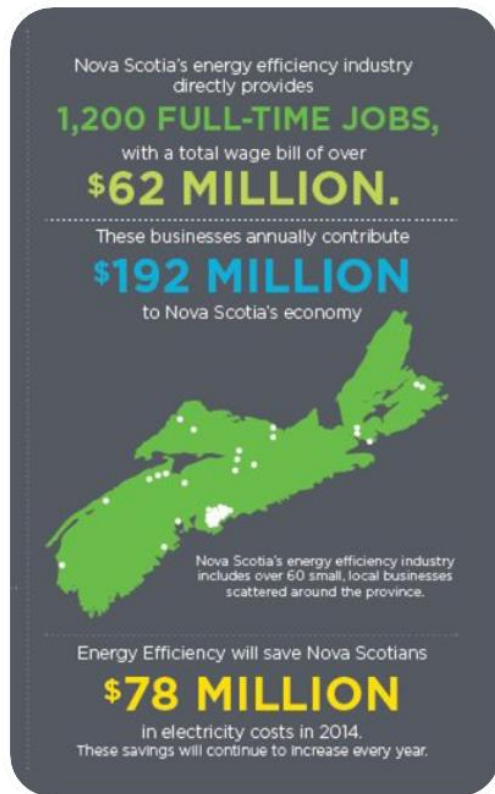 Nova Scotia's energy efficiency industry
directly provides
1,200 FULL-TIME JOBS,
with a total wage bill of over
$62 MILLION.
These businesses annually contribute
$192 MILLION
to Nova Scotia's economy
Nova Scotia's energy efficiency industry
includes over 60 small, local businesses
scattered around the province.
Energy Efficiency will save Nova Scotians
$78 MILLION
in electricity costs in 2014.
These savings will continue to increase every year.